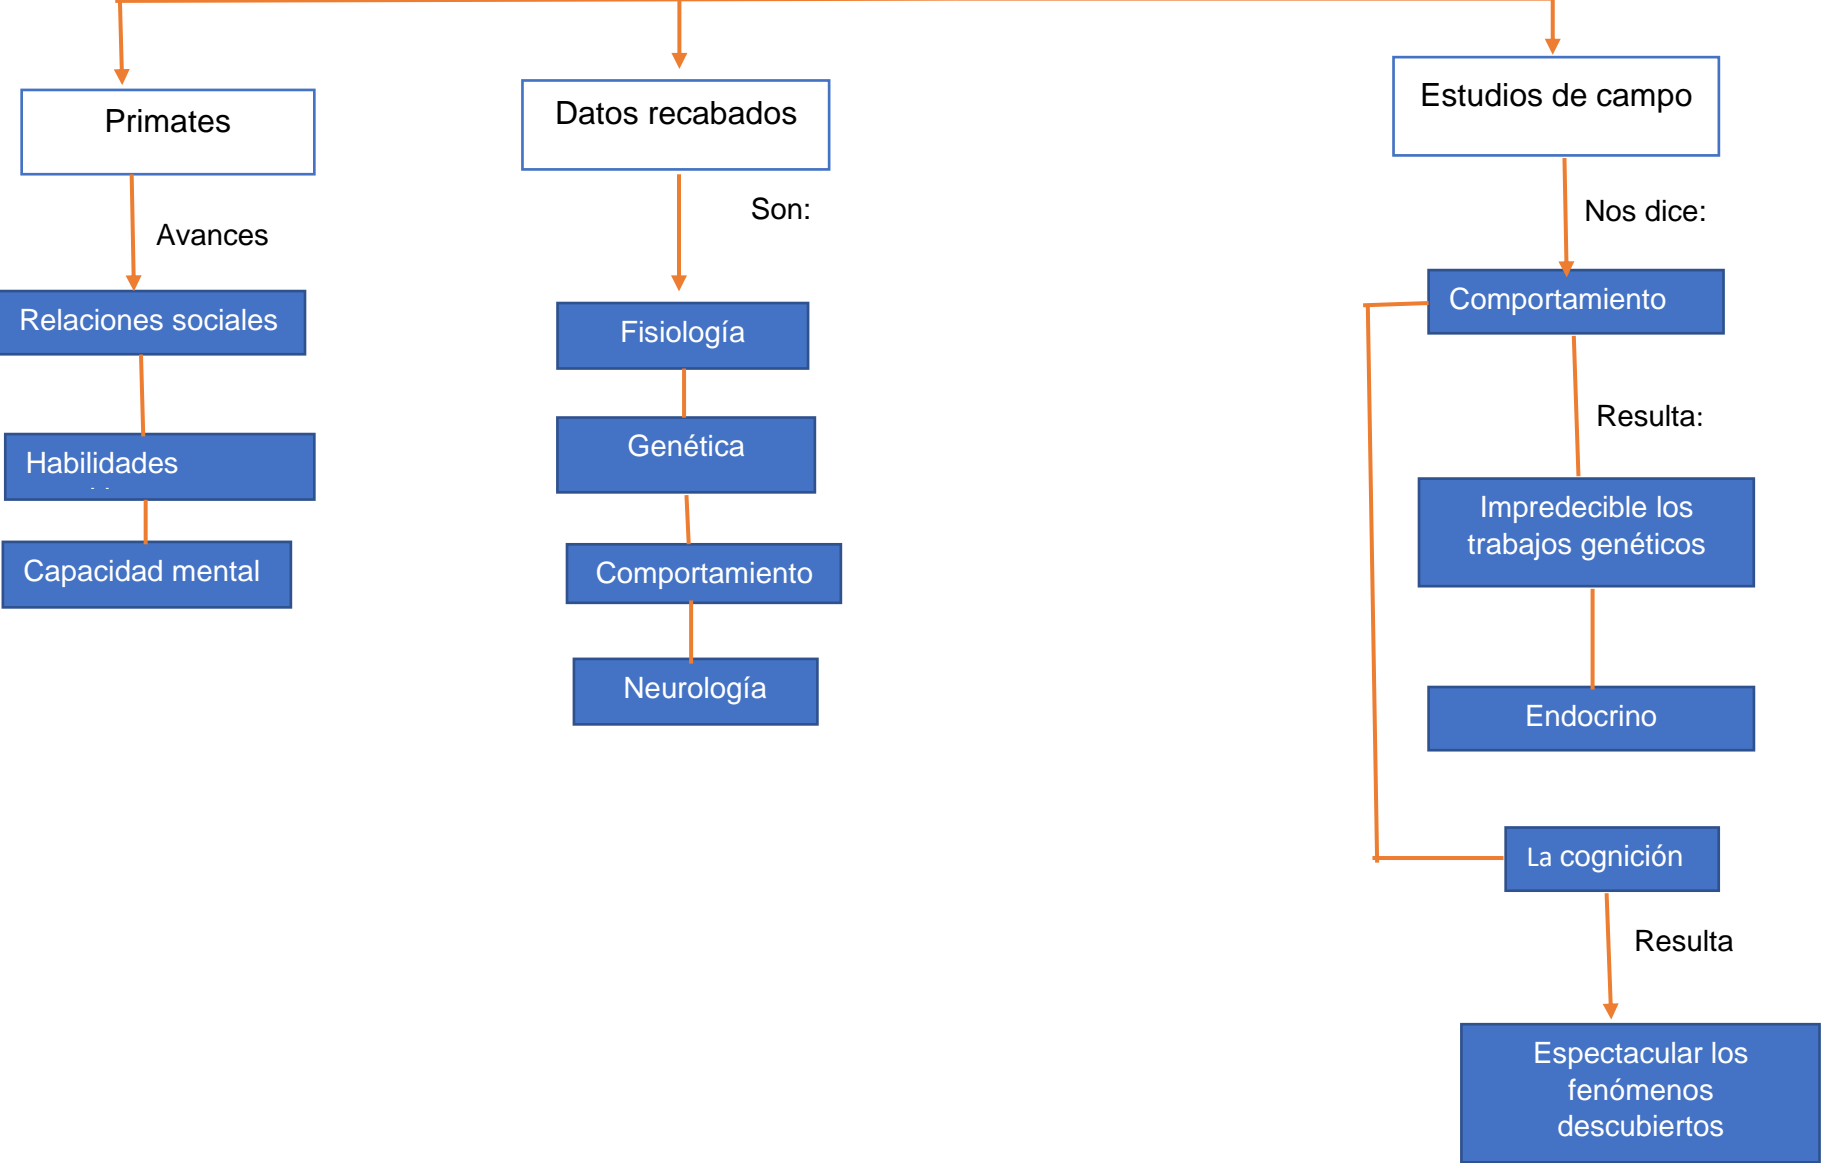 Primates
Avances
Relaciones sociales
Habilidades
Capacidad mental
Datos recabados
Son:
Fisiología
Genética
Comportamiento
Neurología
Estudios de campo
Nos dice:
Comportamiento
Resulta:
Impredecible los
trabajos genéticos
Endocrino
La cognición
Resulta
Espectacular los
fenómenos
descubiertos